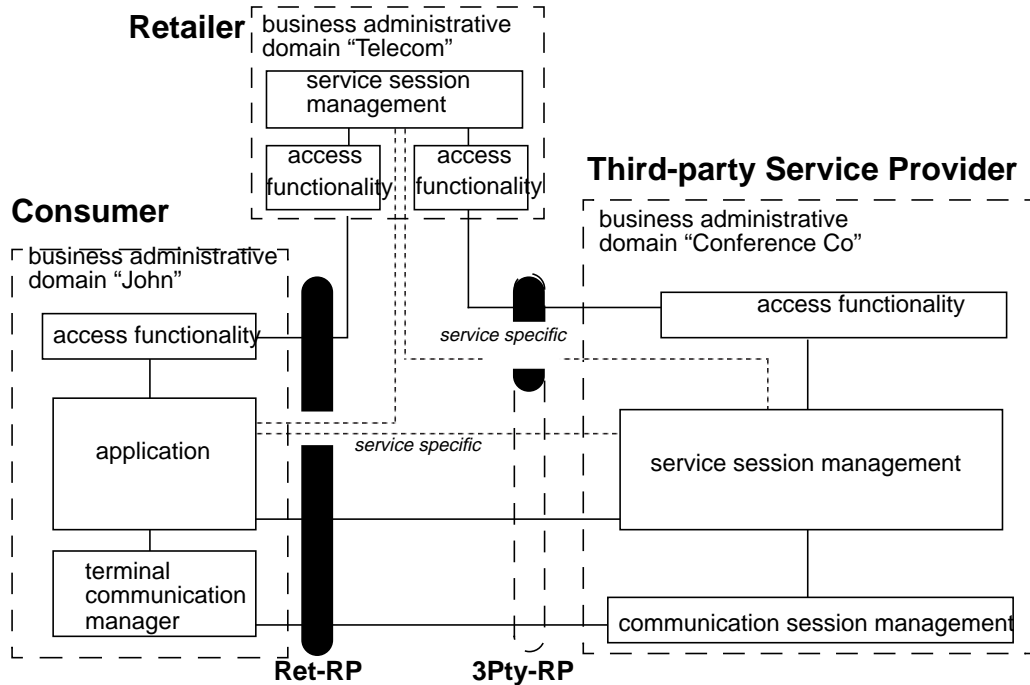 Retailer
business administrative
domain “Telecom”
service session
management
access
functionality
access
functionality
Third-party Service Provider
business administrative
domain “Conference Co”
access functionality
service session management
communication session management
Consumer
business administrative
domain “John”
access functionality
application
terminal
communication
manager
service specific
service specific
Ret-RP
3Pty-RP